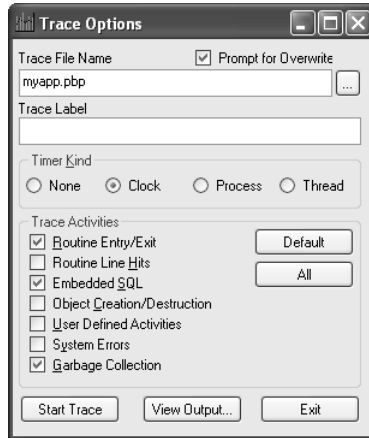 Trace Options
Trace File Name Prompt for Overwrite
myapp.pbp ...
Trace Label
Timer Kind
None Clock Process Thread
Trace Activities
Routine Entry/Exit Default
Routine Line Hits
Embedded SQL All
Object Creation/Destruction
User Defined Activities
System Errors
Garbage Collection
Start Trace View Output... Exit